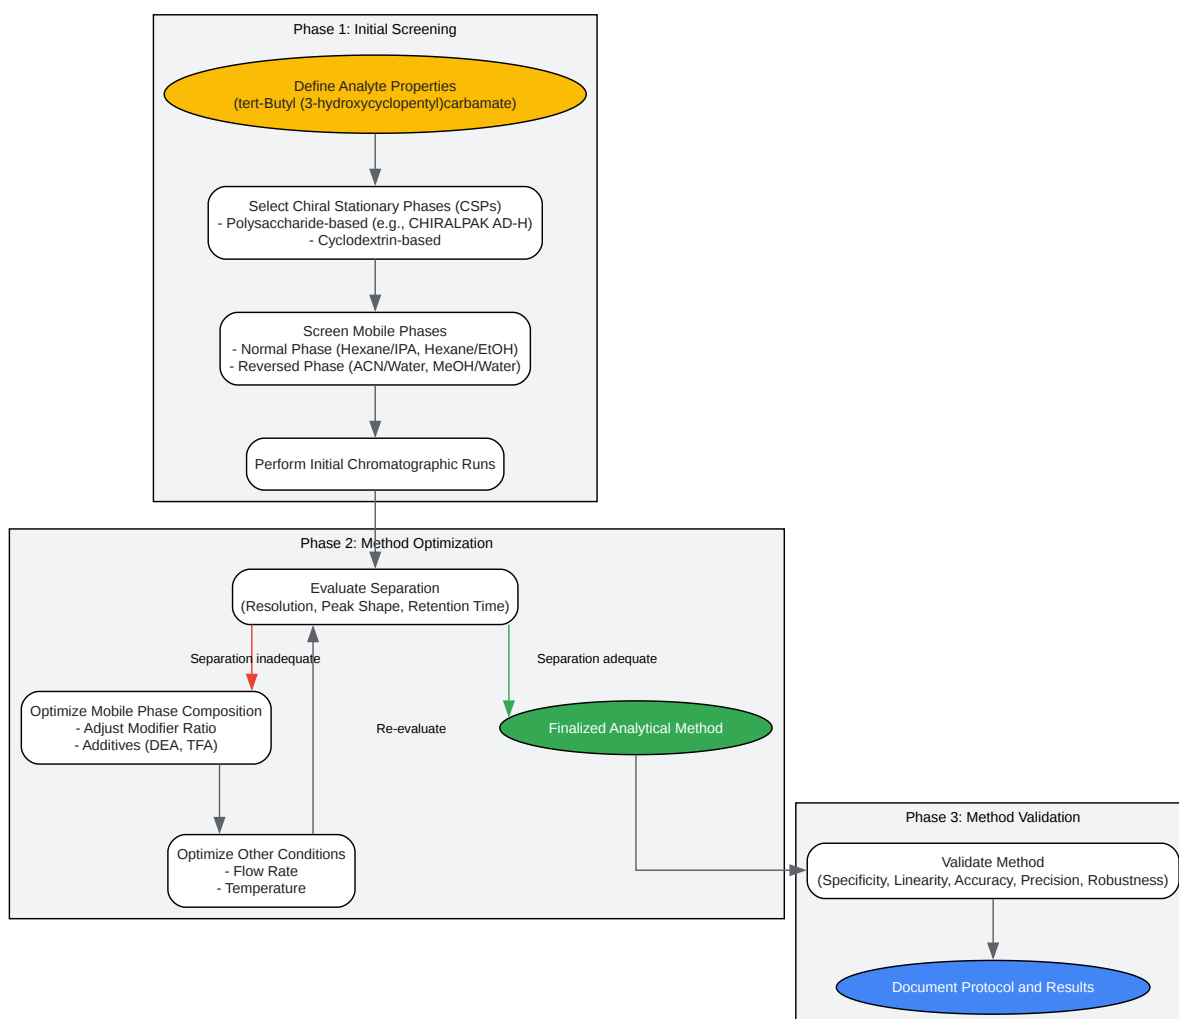 Phase 1: Initial Screening
Define Analyte Properties
(tert-Butyl (3-hydroxycyclopentyl)carbamate)
Select Chiral Stationary Phases (CSPs)
- Polysaccharide-based (e.g., CHIRALPAK AD-H)
- Cyclodextrin-based
Screen Mobile Phases
- Normal Phase (Hexane/IPA, Hexane/EtOH)
- Reversed Phase (ACN/Water, MeOH/Water)
Perform Initial Chromatographic Runs
Phase 2: Method Optimization
Evaluate Separation
(Resolution, Peak Shape, Retention Time)
Separation inadequate
Separation adequate
Optimize Mobile Phase Composition
- Adjust Modifier Ratio
- Additives (DEA, TFA)
Re-evaluate
Finalized Analytical Method
Optimize Other Conditions
- Flow Rate
- Temperature
Phase 3: Method Validation
Validate Method
(Specificity, Linearity, Accuracy, Precision, Robustness)
Document Protocol and Results